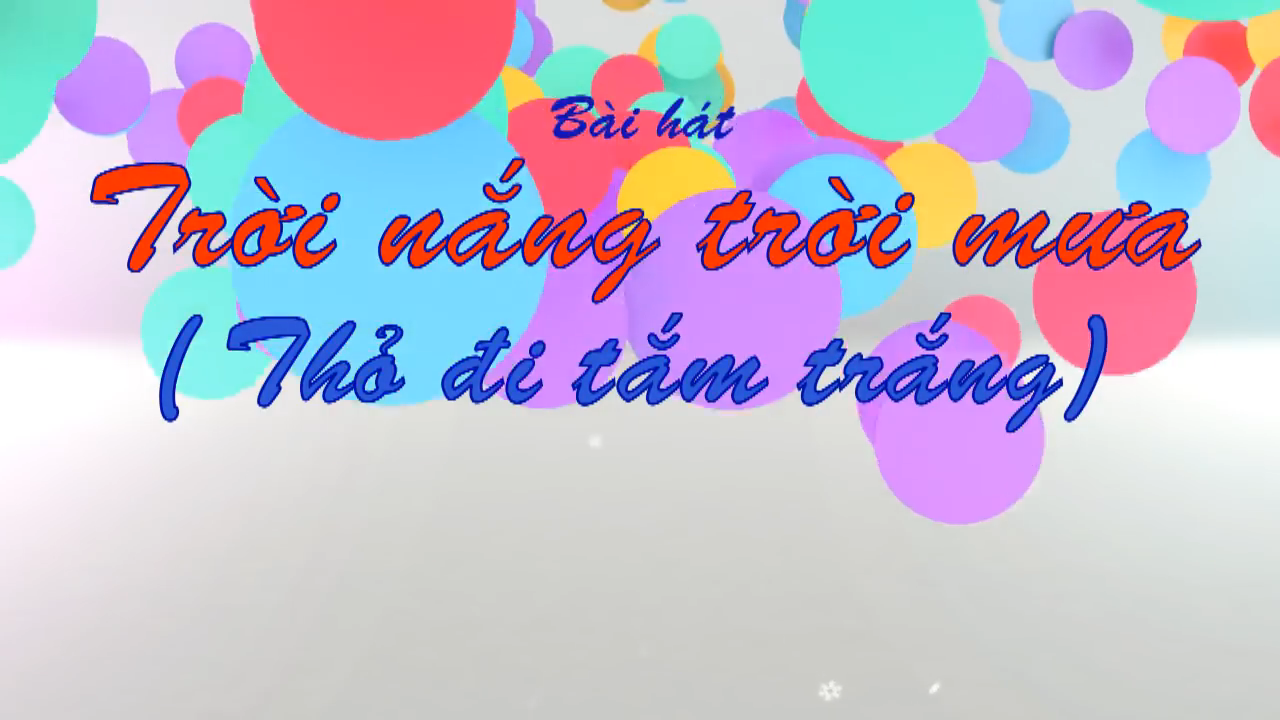 Bài hát
Trời nắng trời mưa
( Thỏ đi tắm trắng)